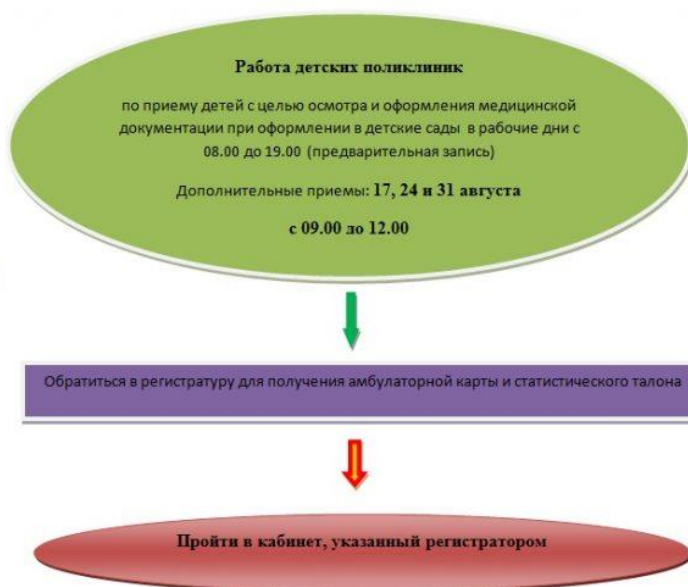 Работа детских поликлиник
по приему детей с целью осмотра и оформления медицинской
документации при оформлении в детские сады в рабочие дни с
08.00 до 19.00 (предварительная запись)
Дополнительные приемы: 17, 24 и 31 августа
с 09.00 до 12.00
Обратиться в регистратуру для получения амбулаторной карты и статистического талона
Пройти в кабинет, указанный регистратором